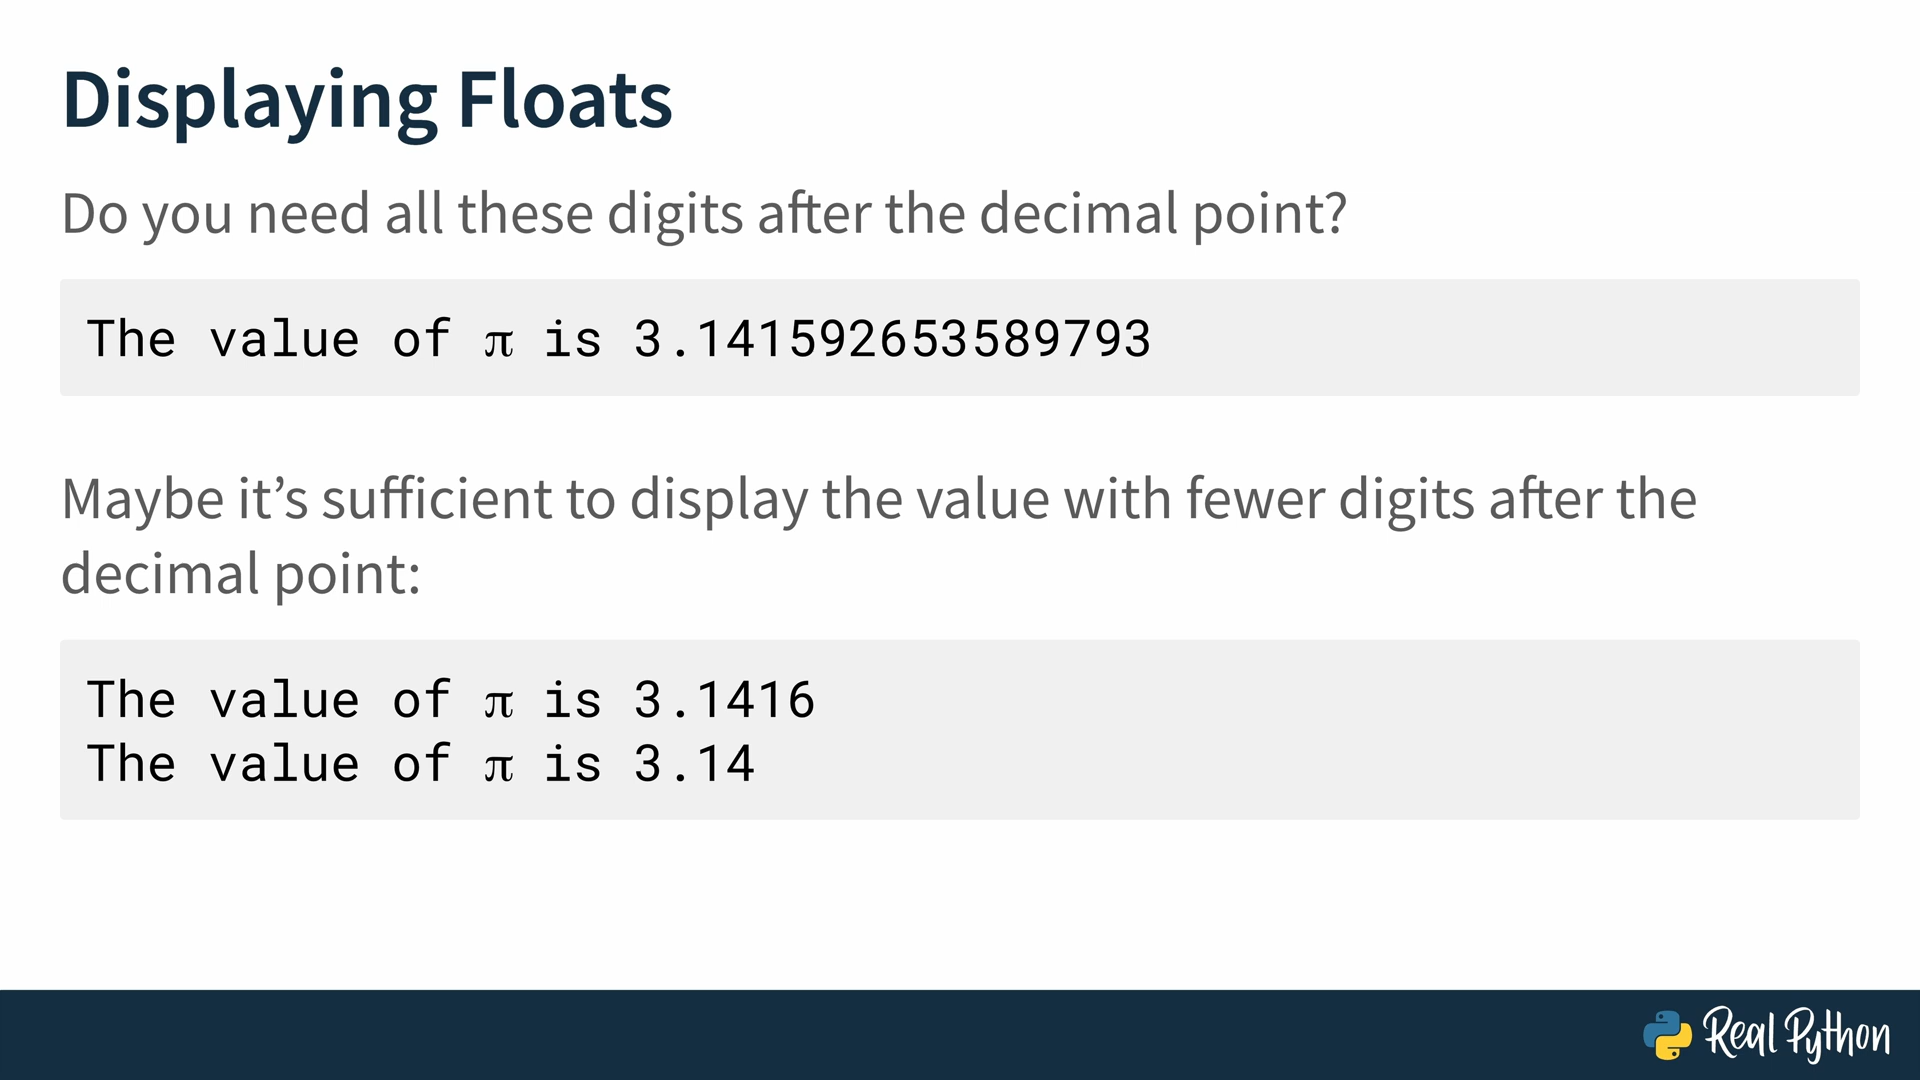 Displaying Floats
Do you need all these digits after the decimal point?
The value of π is 3.141592653589793
Maybe it’s sufficient to display the value with fewer digits after the
decimal point:
The value of π is 3.1416
The value of π is 3.14
Real Python